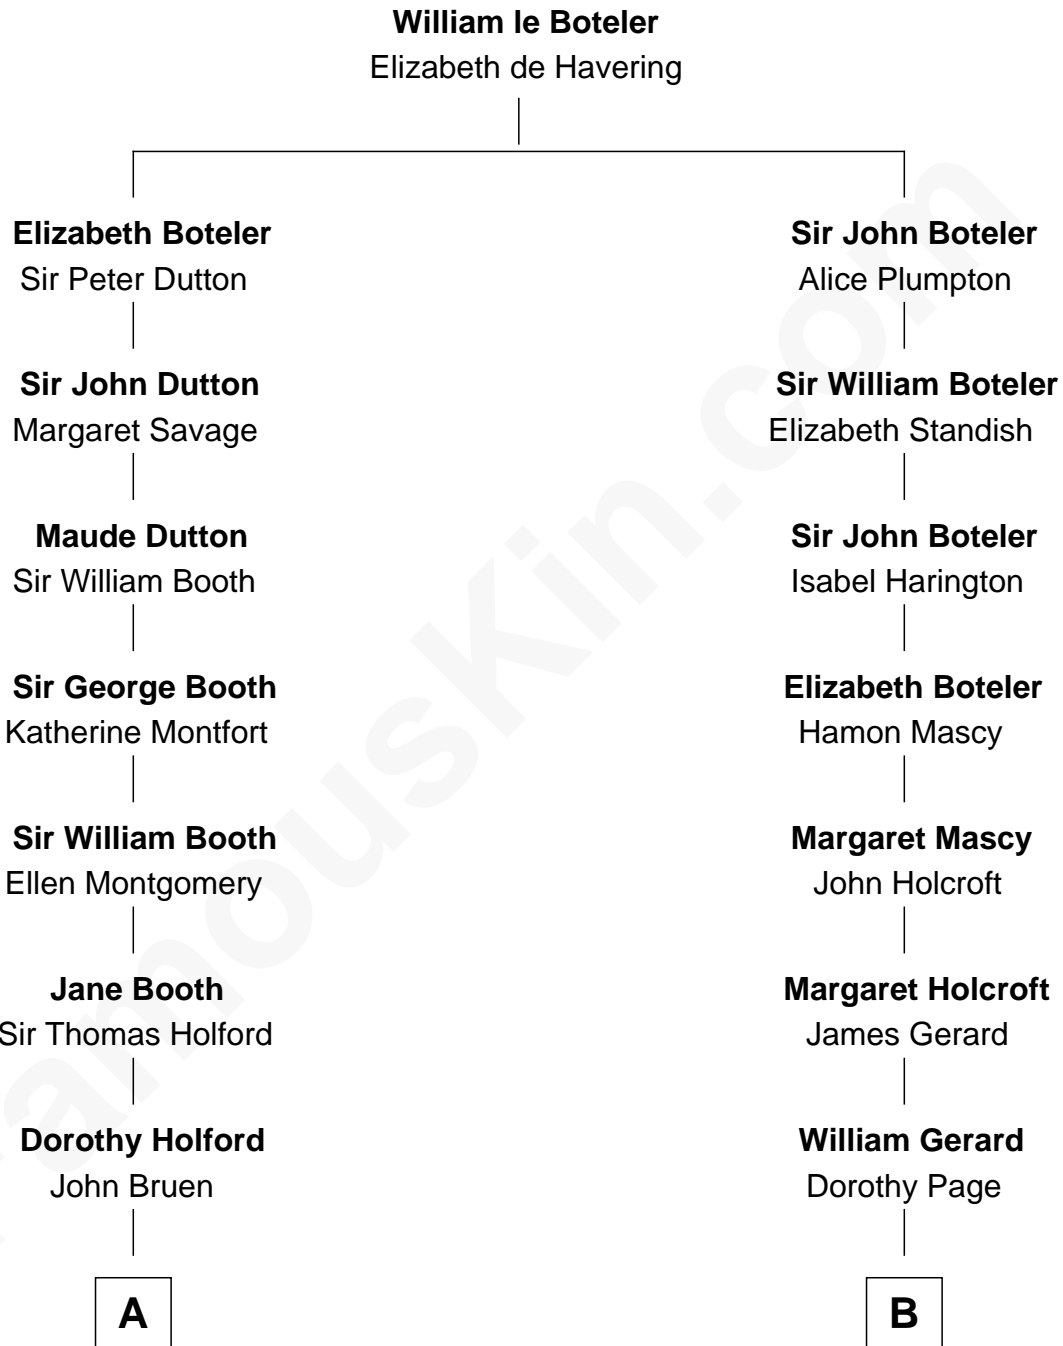 William le Boteler
Elizabeth de Havering
Elizabeth Boteler
Sir Peter Dutton
Sir John Boteler
Alice Plumpton
Sir John Dutton
Margaret Savage
Sir William Boteler
Elizabeth Standish
Maude Dutton
Sir William Booth
Sir John Boteler
Isabel Harington
Sir George Booth
Katherine Montfort
Elizabeth Boteler
Hamon Mascy
Sir William Booth
Ellen Montgomery
Margaret Mascy
John Holcroft
Jane Booth
Sir Thomas Holford
Margaret Holcroft
James Gerard
Dorothy Holford
John Bruen
William Gerard
Dorothy Page
A
B
FamousKin.com